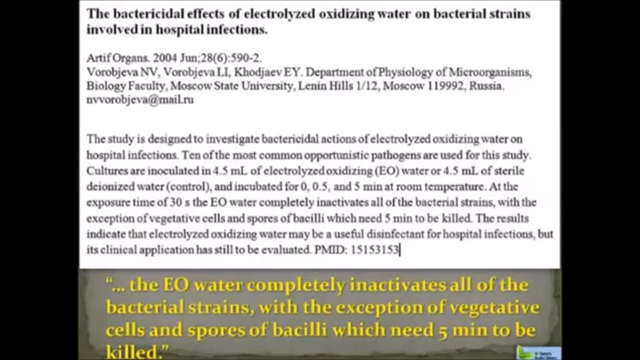 The bactericidal effects of electrolyzed oxidizing water on bacterial strains
involved in hospital infections.
Artif Organs. 2004 Jun;28(6):590-2.
Vorobjeva NV, Vorobjeva LI, Khodjaev EY. Department of Physiology of Microorganisms,
Biology Faculty, Moscow State University, Lenin Hills 1/12, Moscow 119992, Russia.
nvvorobjeva@mail.ru
The study is designed to investigate bactericidal actions of electrolyzed oxidizing water on
hospital infections. Ten of the most common opportunistic pathogens are used for this study.
Cultures are inoculated in 4.5 mL of electrolyzed oxidizing (EO) water or 4.5 mL of sterile
deionized water (control), and incubated for 0, 0.5, and 5 min at room temperature. At the
exposure time of 30 s the EO water completely inactivates all of the bacterial strains, with the
exception of vegetative cells and spores of bacilli which need 5 min to be killed. The results
indicate that electrolyzed oxidizing water may be a useful disinfectant for hospital infections, but
its clinical application has still to be evaluated. PMID: 15153153
"... the EO water completely inactivates all of the
bacterial strains, with the exception of vegetative
cells and spores of bacilli which need 5 min to be
killed."